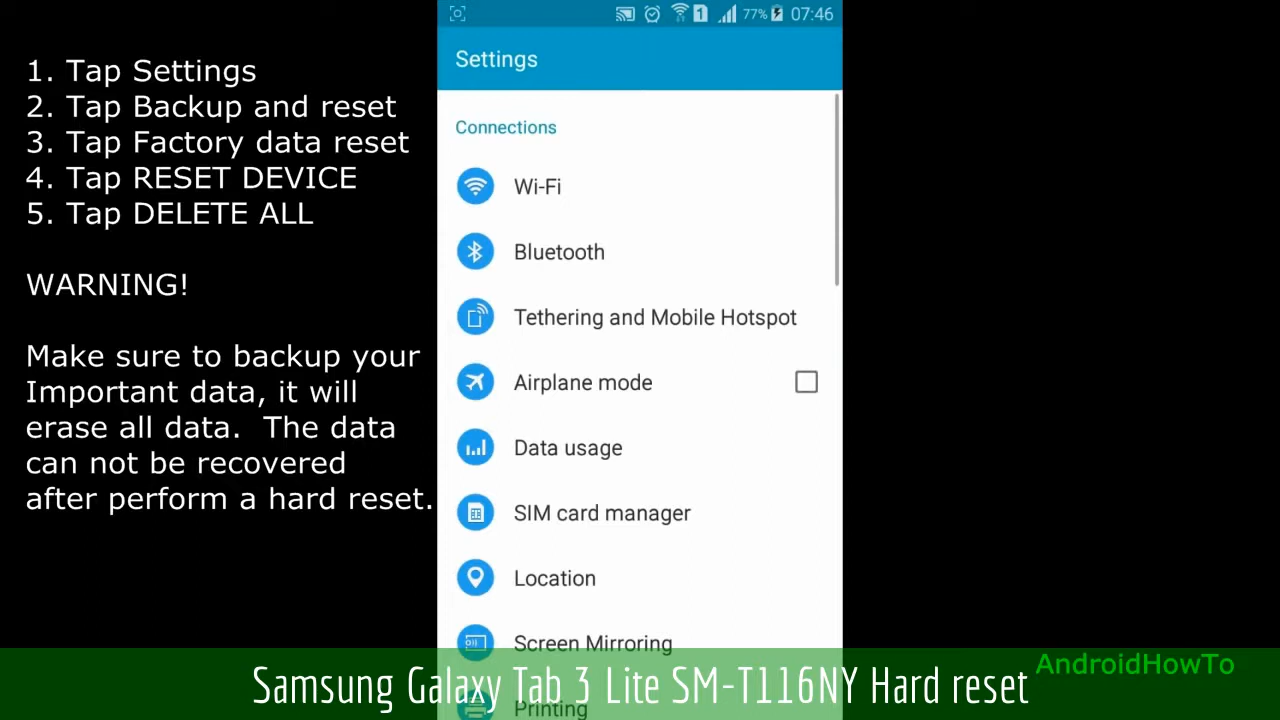 1. Tap Settings
2. Tap Backup and reset
3. Tap Factory data reset
4. Tap RESET DEVICE
5. Tap DELETE ALL
WARNING!
Make sure to backup your
Important data, it will
erase all data.  The data
can not be recovered
after perform a hard reset.
1 77% 07:46
Settings
Connections
Wi-Fi
Bluetooth
Tethering and Mobile Hotspot
Airplane mode
Data usage
SIM card manager
Location
Screen Mirroring
Printing
AndroidHowTo
Samsung Galaxy Tab 3 Lite SM-T116NY Hard reset